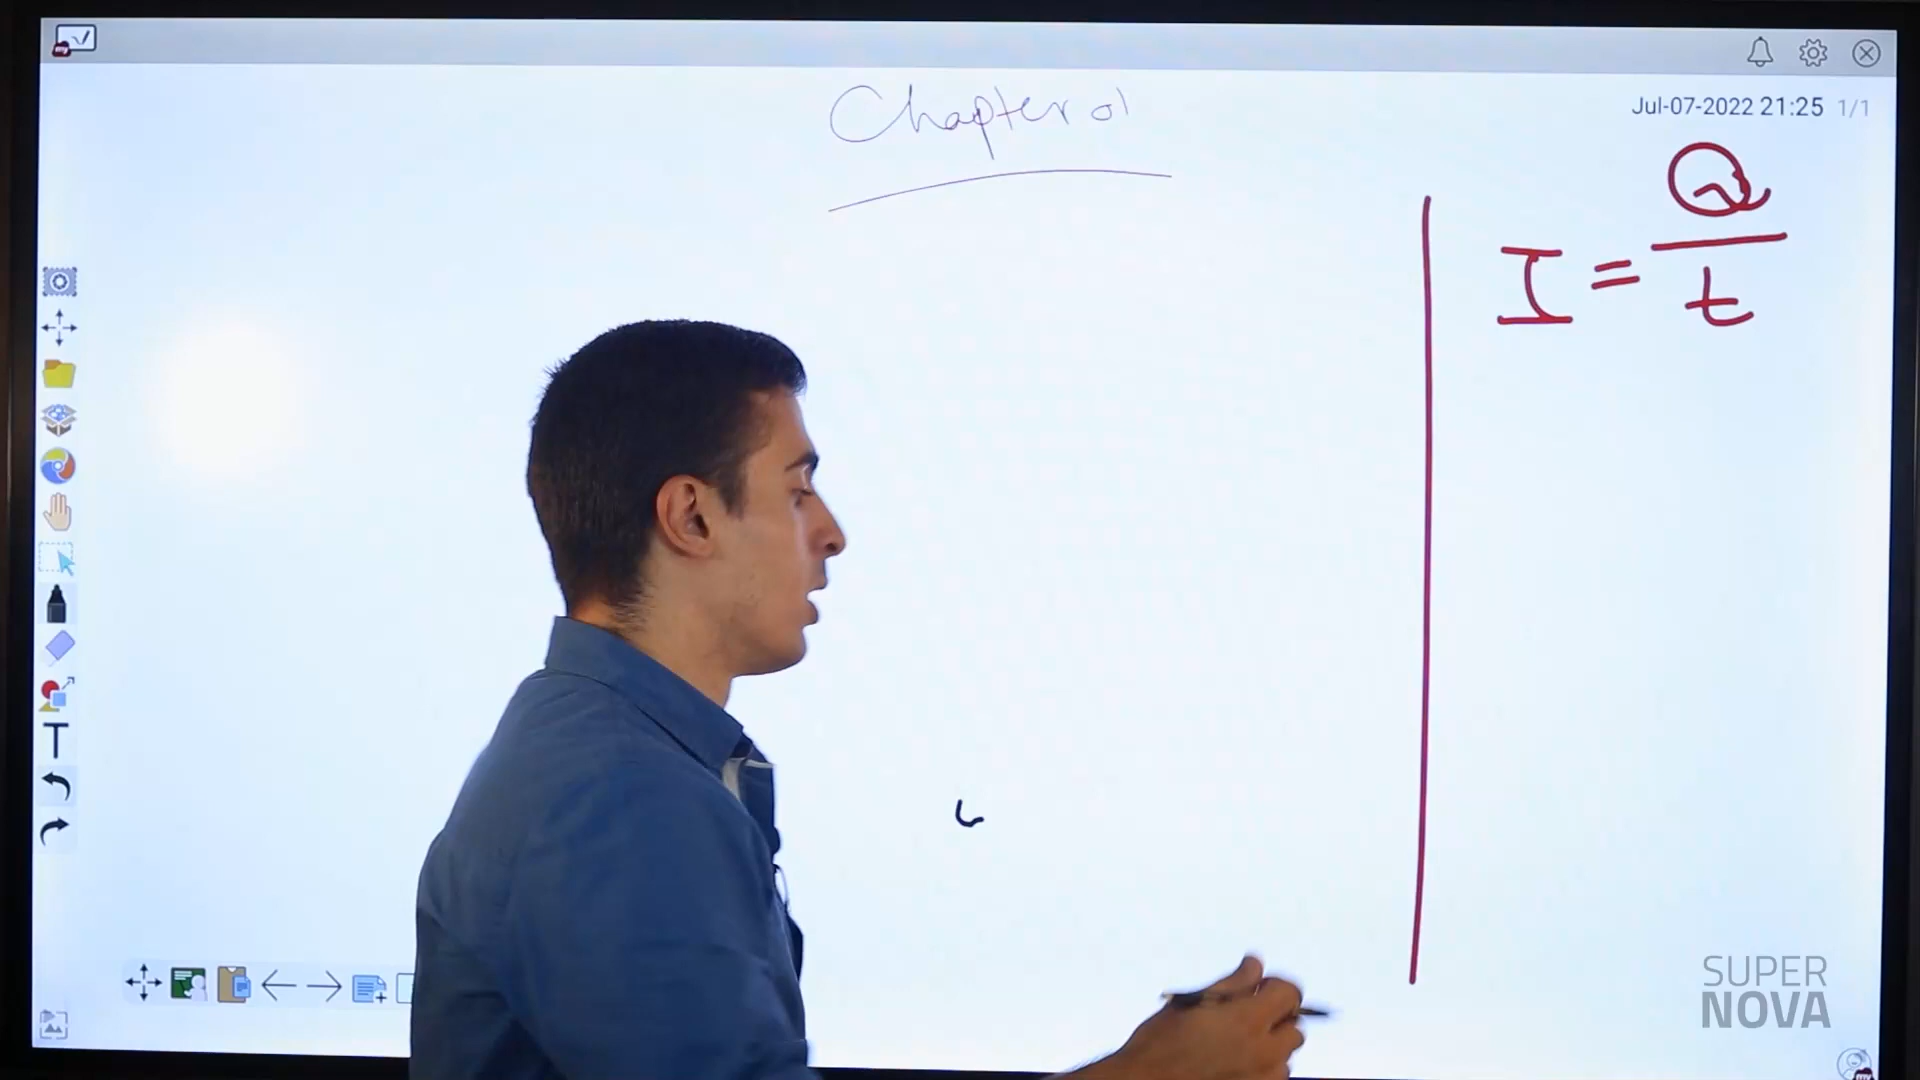 Chapter 01
Jul-07-2022 21:25 1/1
I = Q/t
T
SUPER
NOVA